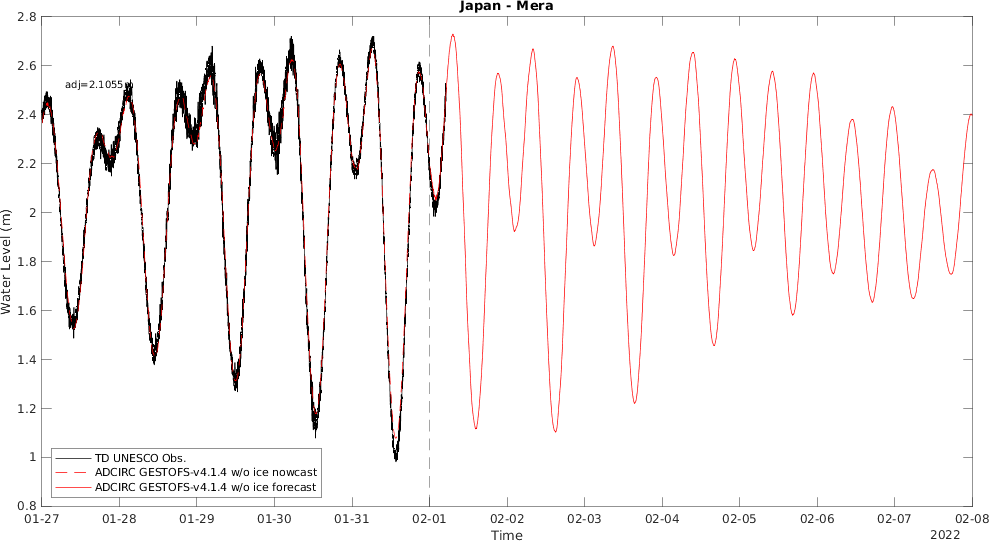 Japan - Mera
2.8
2.6
2.4
2.2
2
1.8
1.6
1.4
1.2
1
0.8
Water Level (m)
adj=2.1055m
TD UNESCO Obs.
ADCIRC GESTOFS-v4.1.4 w/o ice nowcast
ADCIRC GESTOFS-v4.1.4 w/o ice forecast
01-27 01-28 01-29 01-30 01-31 02-01 02-02 02-03 02-04 02-05 02-06 02-07 02-08
Time
2022